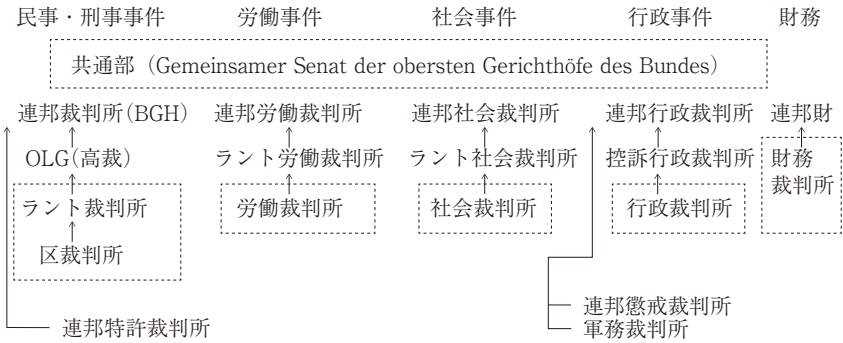 民事・刑事事件 労働事件 社会事件 行政事件 財務
共通部（Gemeinsamer Senat der obersten Gerichthöfe des Bundes）
連邦裁判所（BGH） 連邦労働裁判所 連邦社会裁判所 連邦行政裁判所 連邦財
OLG（高裁） ラント労働裁判所 ラント社会裁判所 控訴行政裁判所 財務
裁判所
ラント裁判所 労働裁判所 社会裁判所 行政裁判所
区裁判所
連邦懲戒裁判所
連邦特許裁判所 軍務裁判所